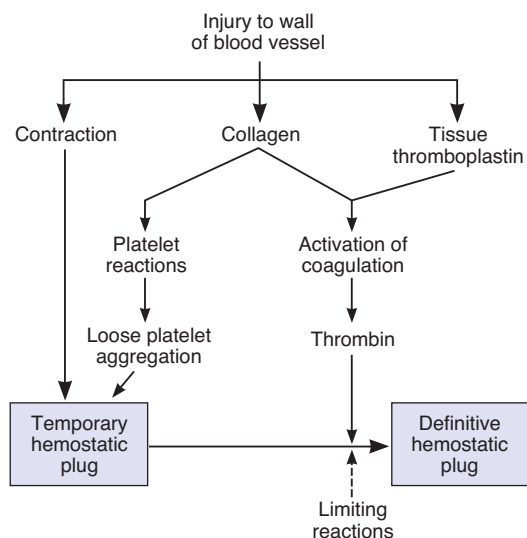 Injury to wall
of blood vessel
Contraction
Collagen
Tissue
thromboplastin
Platelet
reactions
Activation of
coagulation
Loose platelet
aggregation
Thrombin
Temporary
hemostatic
plug
Definitive
hemostatic
plug
Limiting
reactions